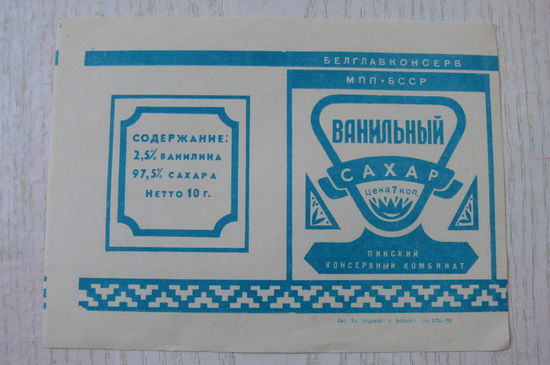 БЕЛГЛАВКОНСЕРВ
МПП • БССР
ВАНИЛЬНЫЙ
САХАР
цена 7 коп.
ПИНСКИЙ
КОНСЕРВНЫЙ КОМБИНАТ
СОДЕРЖАНИЕ:
2,5% ВАНИЛИНА
97,5% САХАРА
НЕТТО 10 г.